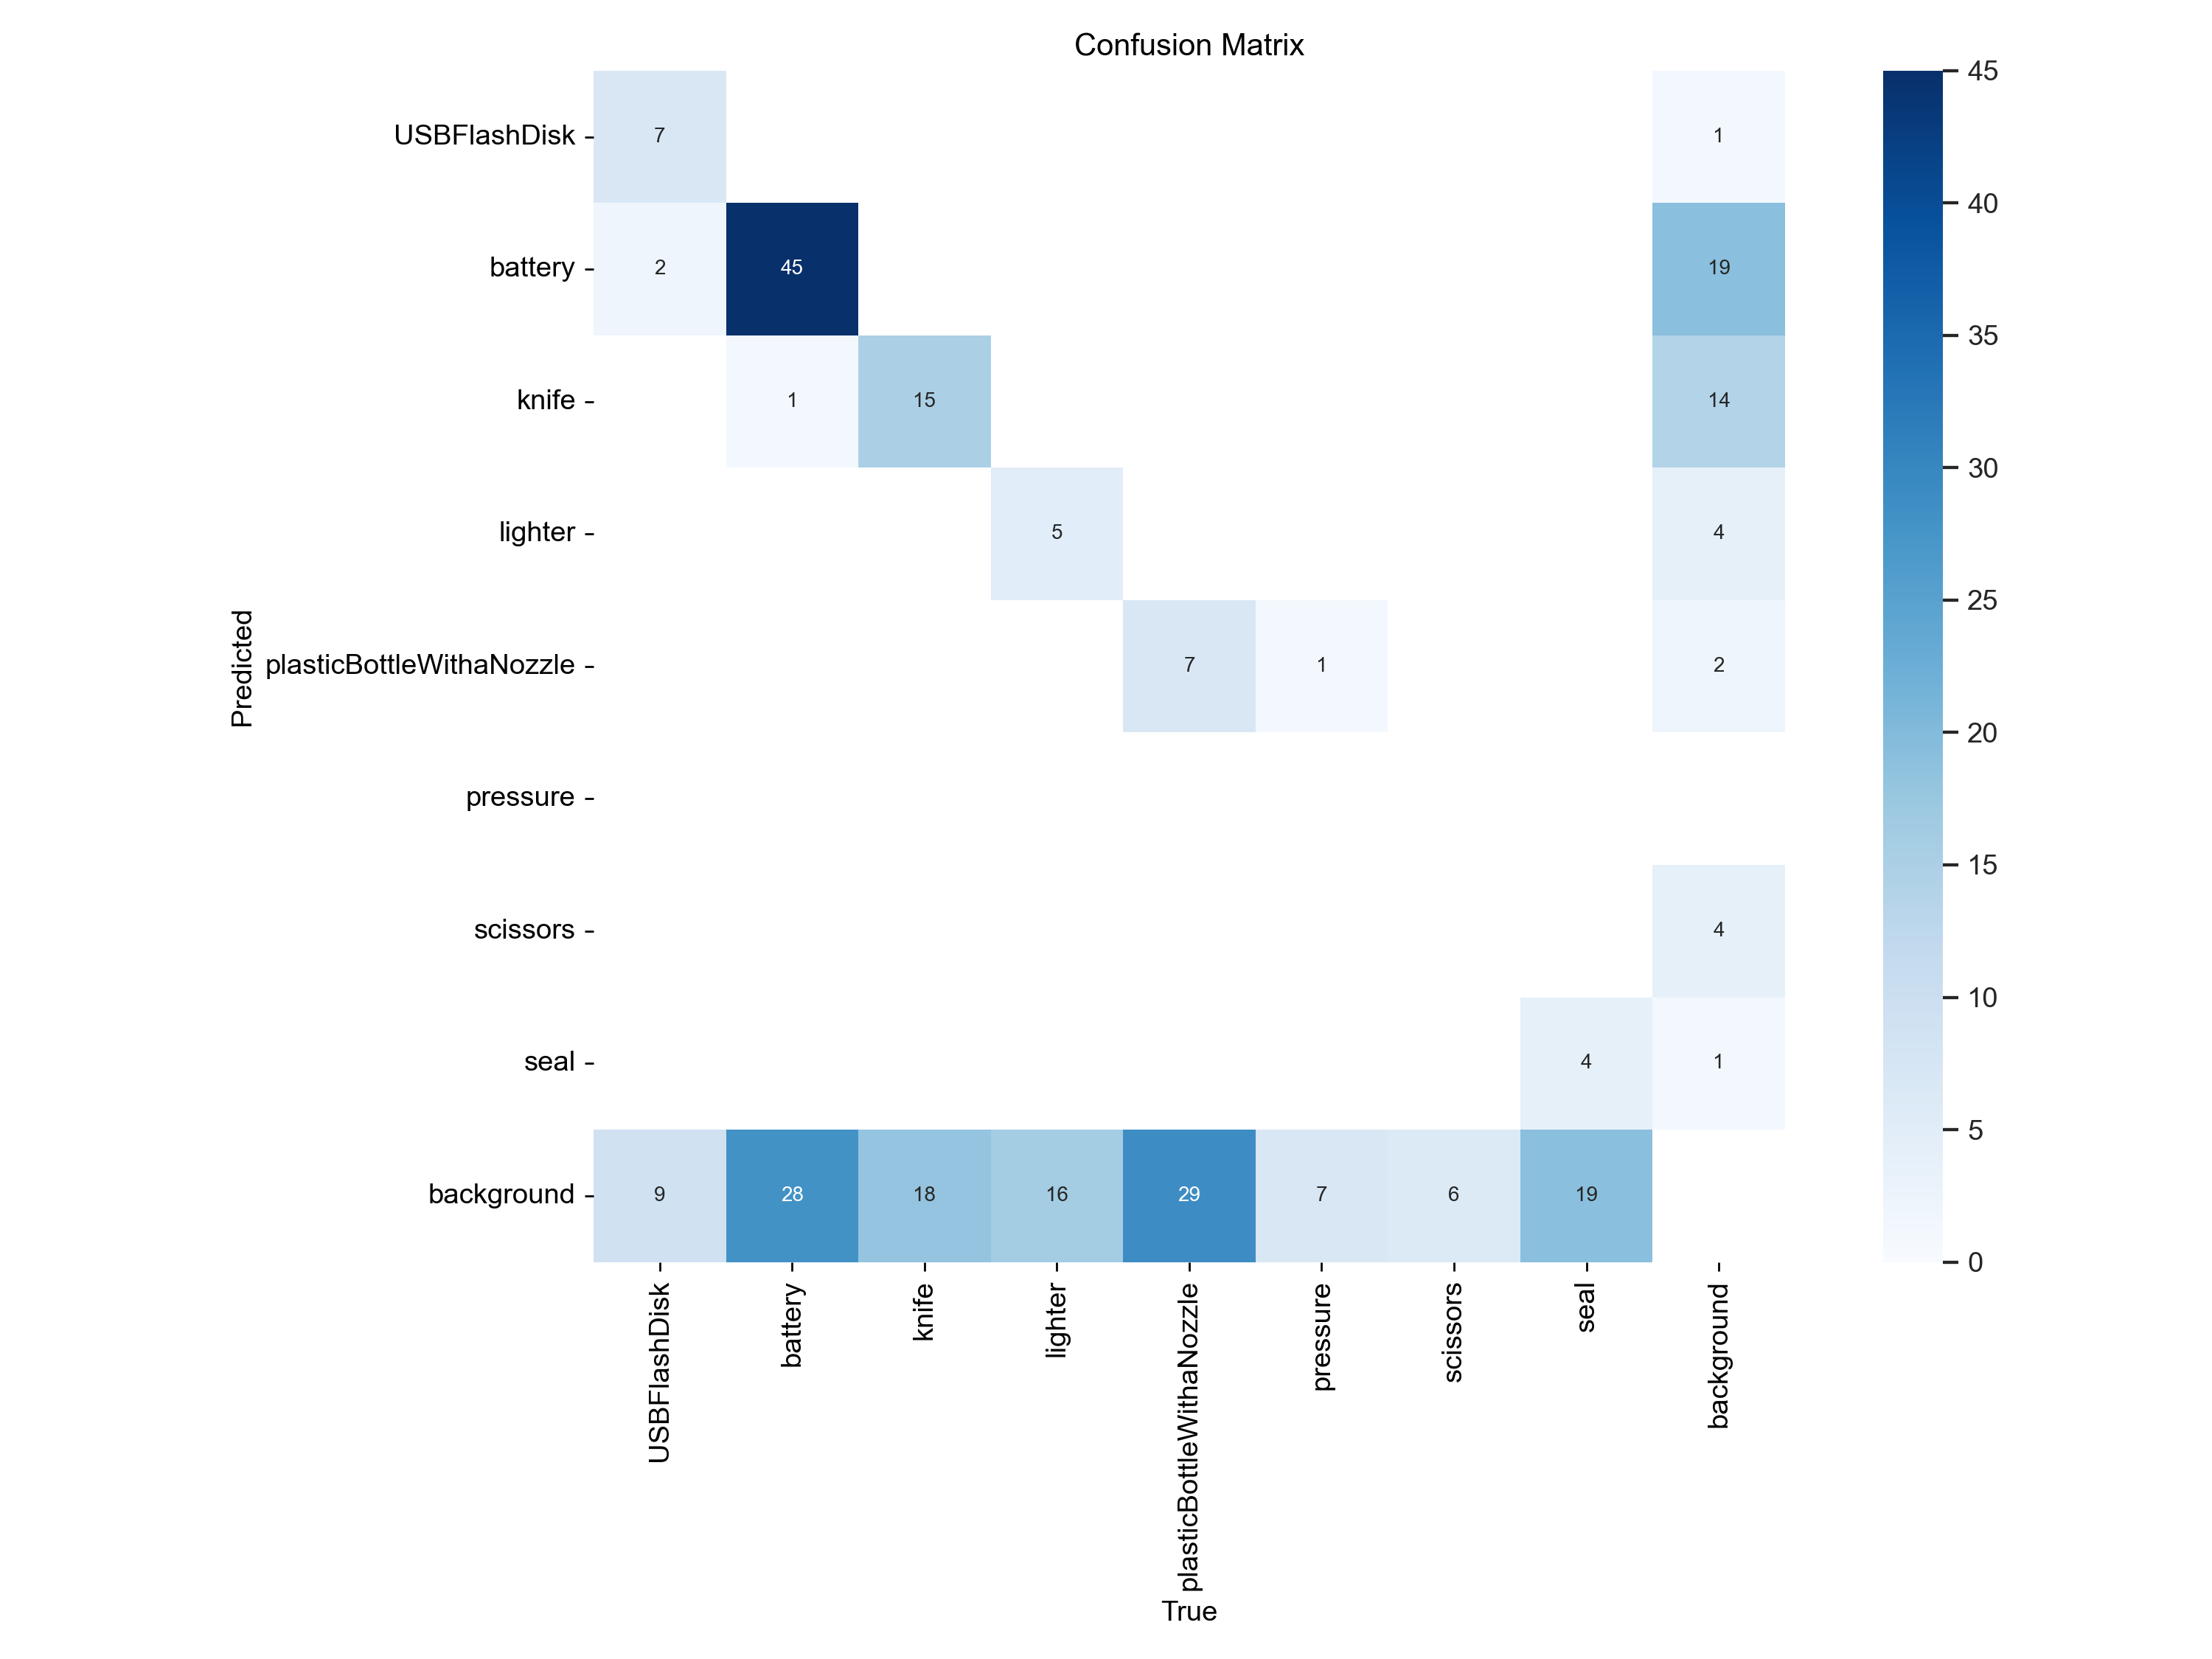 Confusion Matrix
USBFlashDisk 7 1 45
40
battery 2 45 19
35
knife 1 15 14
30
lighter 5 4
25
Predicted
plasticBottleWithaNozzle 7 1 2
20
pressure
15
scissors 4
10
seal 4 1
5
background 9 28 18 16 29 7 6 19
0
USBFlashDisk
battery
knife
lighter
plasticBottleWithaNozzle
pressure
scissors
seal
background
True